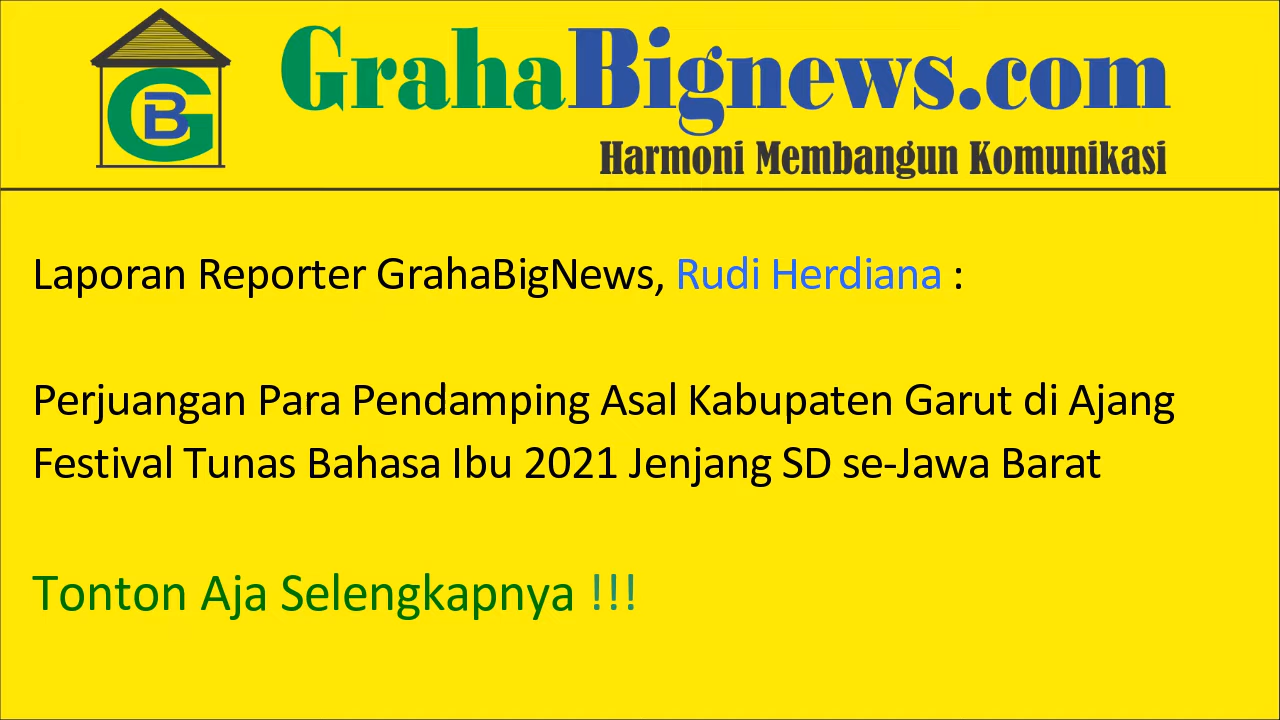 GB
GrahaBignews.com
Harmoni Membangun Komunikasi
Laporan Reporter GrahaBigNews, Rudi Herdiana :
Perjuangan Para Pendamping Asal Kabupaten Garut di Ajang
Festival Tunas Bahasa Ibu 2021 Jenjang SD se-Jawa Barat
Tonton Aja Selengkapnya !!!